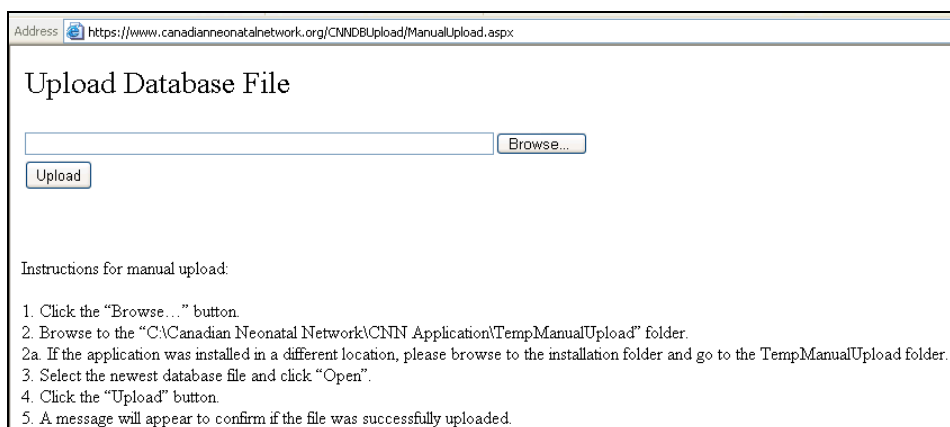 Address https://www.canadianneonatalnetwork.org/CNNDBUpload/ManualUpload.aspx
Upload Database File
Browse...
Upload
Instructions for manual upload:
1. Click the “Browse…” button.
2. Browse to the “C:\Canadian Neonatal Network\CNN Application\TempManualUpload” folder.
2a. If the application was installed in a different location, please browse to the installation folder and go to the TempManualUpload folder.
3. Select the newest database file and click “Open”.
4. Click the “Upload” button.
5. A message will appear to confirm if the file was successfully uploaded.